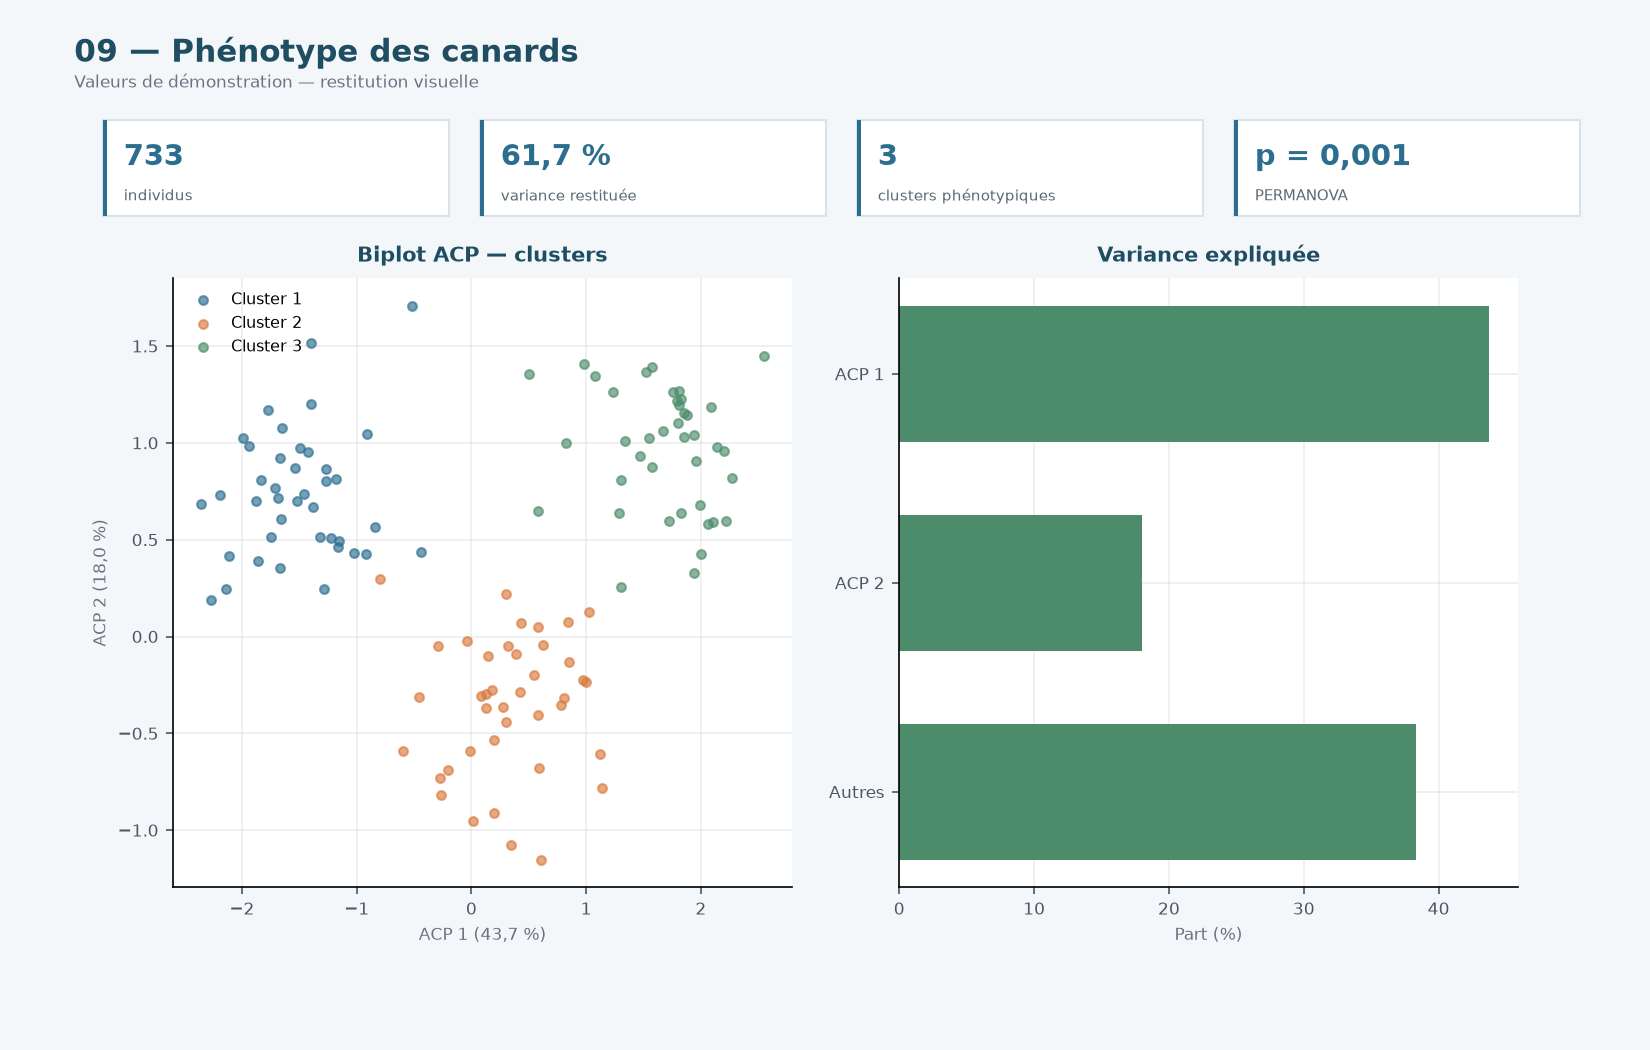 09 — Phénotype des canards
Valeurs de démonstration — restitution visuelle
733
individus
61,7 %
variance restituée
3
clusters phénotypiques
p = 0,001
PERMANOVA
Biplot ACP — clusters
Cluster 1
Cluster 2
Cluster 3
1.5
1.0
0.5
0.0
−0.5
−1.0
ACP 2 (18,0 %)
−2
−1
0
1
2
ACP 1 (43,7 %)
Variance expliquée
ACP 1
ACP 2
Autres
0
10
20
30
40
Part (%)